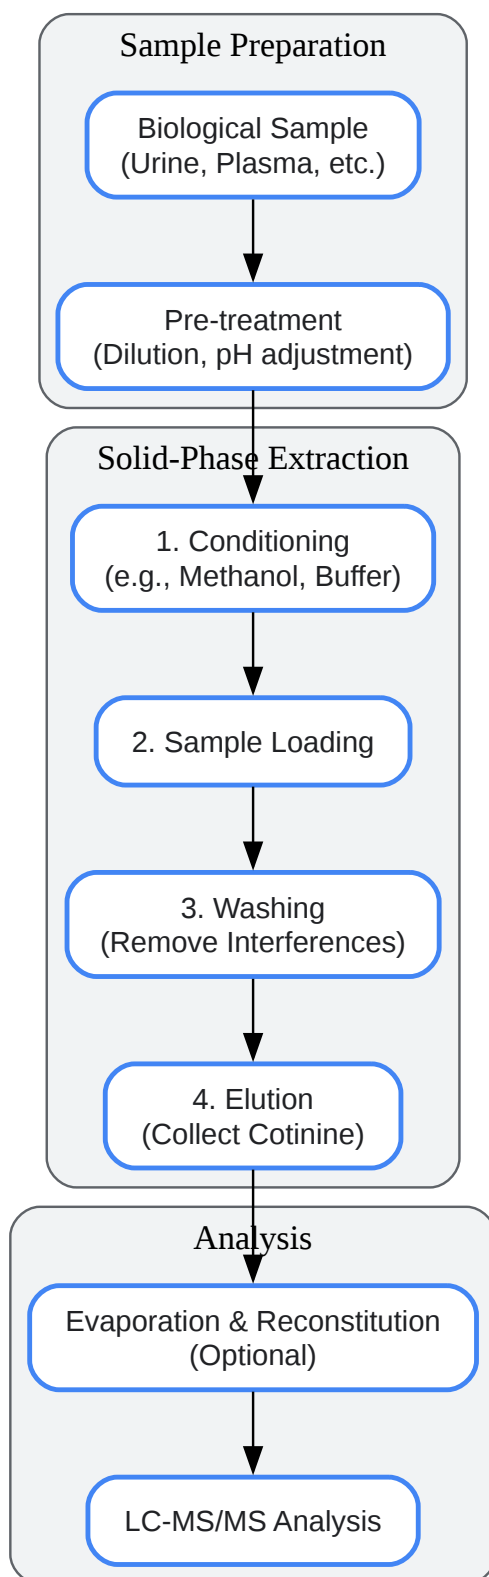 Sample Preparation
Biological Sample
(Urine, Plasma, etc.)
Pre-treatment
(Dilution, pH adjustment)
Solid-Phase Extraction
1. Conditioning
(e.g., Methanol, Buffer)
2. Sample Loading
3. Washing
(Remove Interferences)
4. Elution
(Collect Cotinine)
Analysis
Evaporation & Reconstitution
(Optional)
LC-MS/MS Analysis